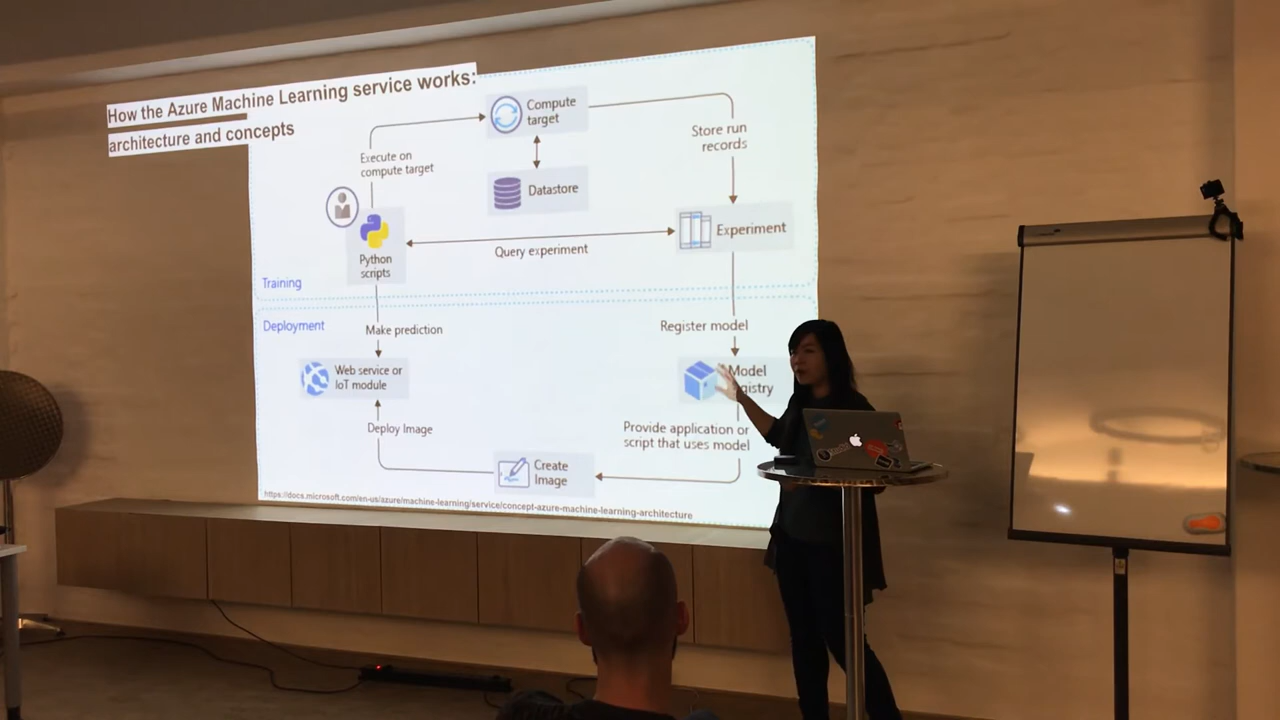 How the Azure Machine Learning service works:
architecture and concepts
Compute
target
Execute on
compute target
Store run
records
Datastore
Experiment
Query experiment
Python
scripts
Training
Deployment
Make prediction
Register model
Web service or
IoT module
Model
Deploy Image
Provide application or
script that uses model
Create
Image
https://docs.microsoft.com/en-us/azure/machine-learning/service/concept-azure-machine-learning-architecture